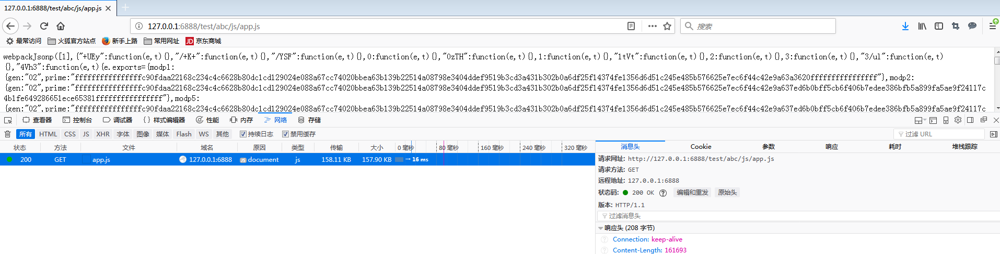 127.0.0.1:6888/test/abc/js/app.js
127.0.0.1:6888/test/abc/js/app.js
搜索
最常访问 火狐官方站点 新手上路 常用网址 JD 京东商城
webpackJsonp([1],{"+UEy":function(e,t){},"/+K+":function(e,t){},"/YSF":function(e,t){},0:function(e,t){},"0zTH":function(e,t){},1:function(e,t){},"1tVt":function(e,t){},2:function(e,t){},3:function(e,t){},"3/ul":function(e,t)
{},"4Vh3":function(e,t){e.exports={modp1:
{gen:"02",prime:"ffffffffffffffffc90fdaa22168c234c4c6628b80dc1cd129024e088a67cc74020bbea63b139b22514a08798e3404ddef9519b3cd3a431b302b0a6df25f14374fe1356d6d51c245e485b576625e7ec6f44c42e9a63a3620ffffffffffffffff"},modp2:
{gen:"02",prime:"ffffffffffffffffc90fdaa22168c234c4c6628b80dc1cd129024e088a67cc74020bbea63b139b22514a08798e3404ddef9519b3cd3a431b302b0a6df25f14374fe1356d6d51c245e485b576625e7ec6f44c42e9a637ed6b0bff5cb6f406b7edee386bfb5a899fa5ae9f24117c
4b1fe649286651ece65381ffffffffffffffff"},modp5:
{gen:"02",prime:"ffffffffffffffffc90fdaa22168c234c4c6628b80dc1cd129024e088a67cc74020bbea63b139b22514a08798e3404ddef9519b3cd3a431b302b0a6df25f14374fe1356d6d51c245e485b576625e7ec6f44c42e9a637ed6b0bff5cb6f406b7edee386bfb5a899fa5ae9f24117c
查看器 控制台 调试器 样式编辑器 性能 内存 网络 存储
所有 HTML CSS JS XHR 字体 图像 媒体 Flash WS 其他 持续日志 禁用缓存 过滤 URL
状态 方法 文件 域名 原因 类型 传输 大小 0 毫秒 80 毫秒 160 毫秒 240 毫秒 320 毫秒
200 GET app.js 127.0.0.1:6888 JS document js 158.11 KB 157.90 KB → 16 ms
消息头 Cookie 参数 响应 耗时 堆栈跟踪
请求网址: http://127.0.0.1:6888/test/abc/js/app.js
请求方法: GET
远程地址: 127.0.0.1:6888
状态码: 200 OK 编辑和重发 原始头
版本: HTTP/1.1
过滤消息头
响应头 (208 字节)
Connection: keep-alive
Content-Length: 161693